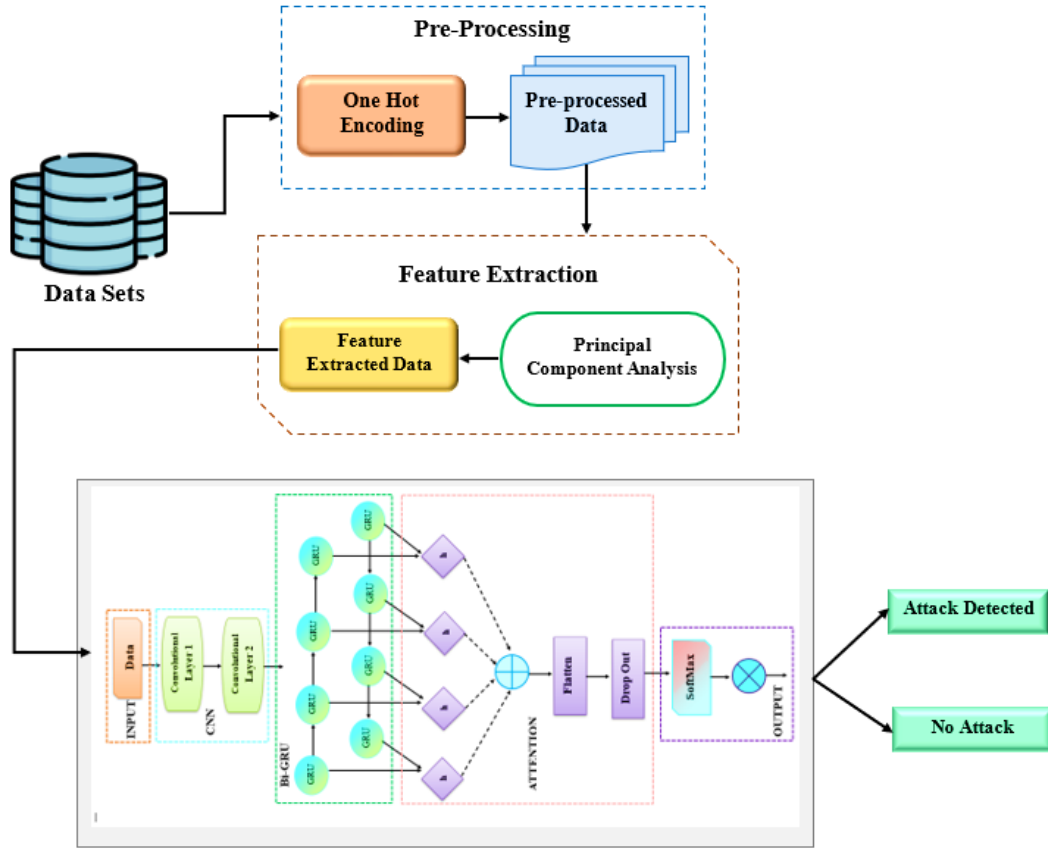 Pre-Processing
One Hot
Encoding
Pre-processed
Data
Data Sets
Feature Extraction
Feature
Extracted Data
Principal
Component Analysis
INPUT
Data
CNN
Convolutional
Layer 1
Convolutional
Layer 2
Bi-GRU
GRU
GRU
GRU
GRU
GRU
GRU
GRU
GRU
h
h
h
h
ATTENTION
Flatten
Drop Out
SoftMax
OUTPUT
Attack Detected
No Attack